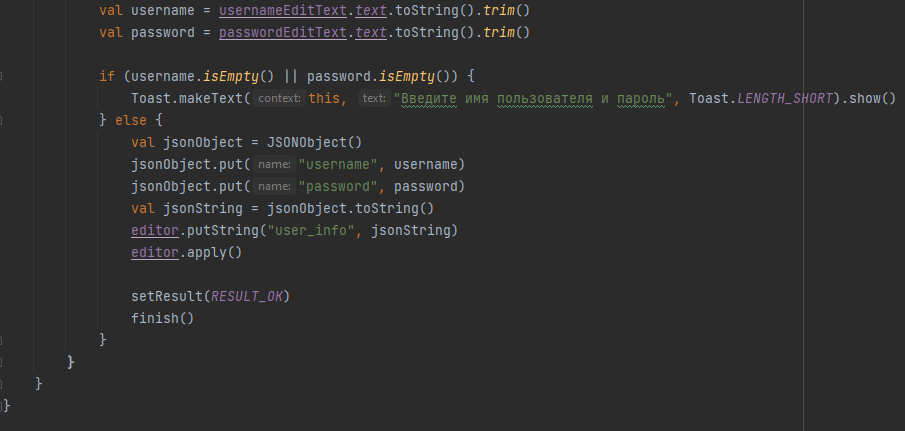 val username = usernameEditText.text.toString().trim()
val password = passwordEditText.text.toString().trim()
if (username.isEmpty() || password.isEmpty()) {
Toast.makeText( context: this, text: "Введите имя пользователя и пароль", Toast.LENGTH_SHORT).show()
} else {
val jsonObject = JSONObject()
jsonObject.put( name: "username", username)
jsonObject.put( name: "password", password)
val jsonString = jsonObject.toString()
editor.putString("user_info", jsonString)
editor.apply()
setResult(RESULT_OK)
finish()
}
}
}
}